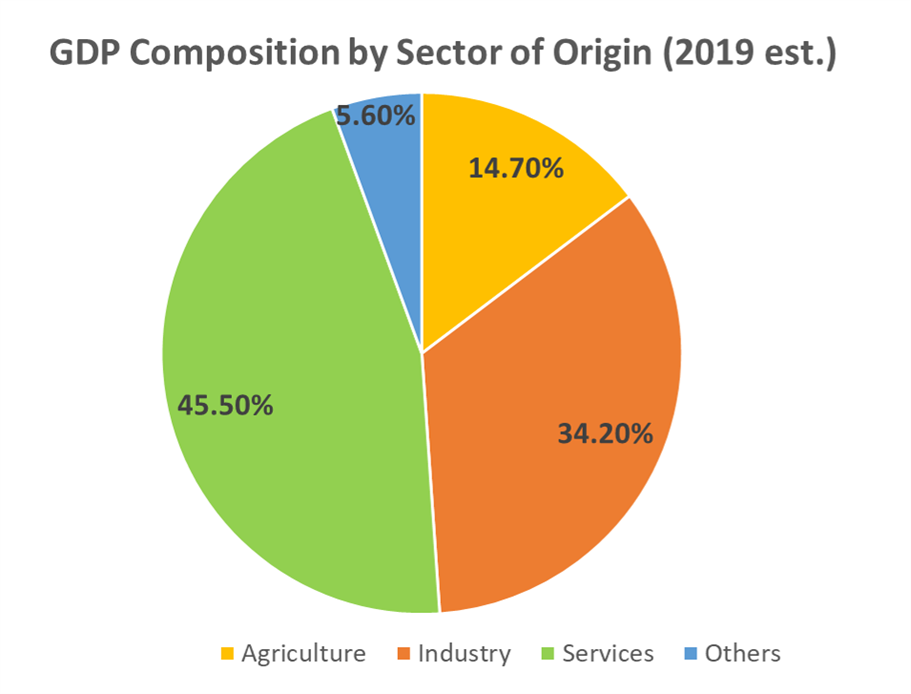 GDP Composition by Sector of Origin (2019 est.)
5.60%
14.70%
45.50%
34.20%
Agriculture Industry Services Others